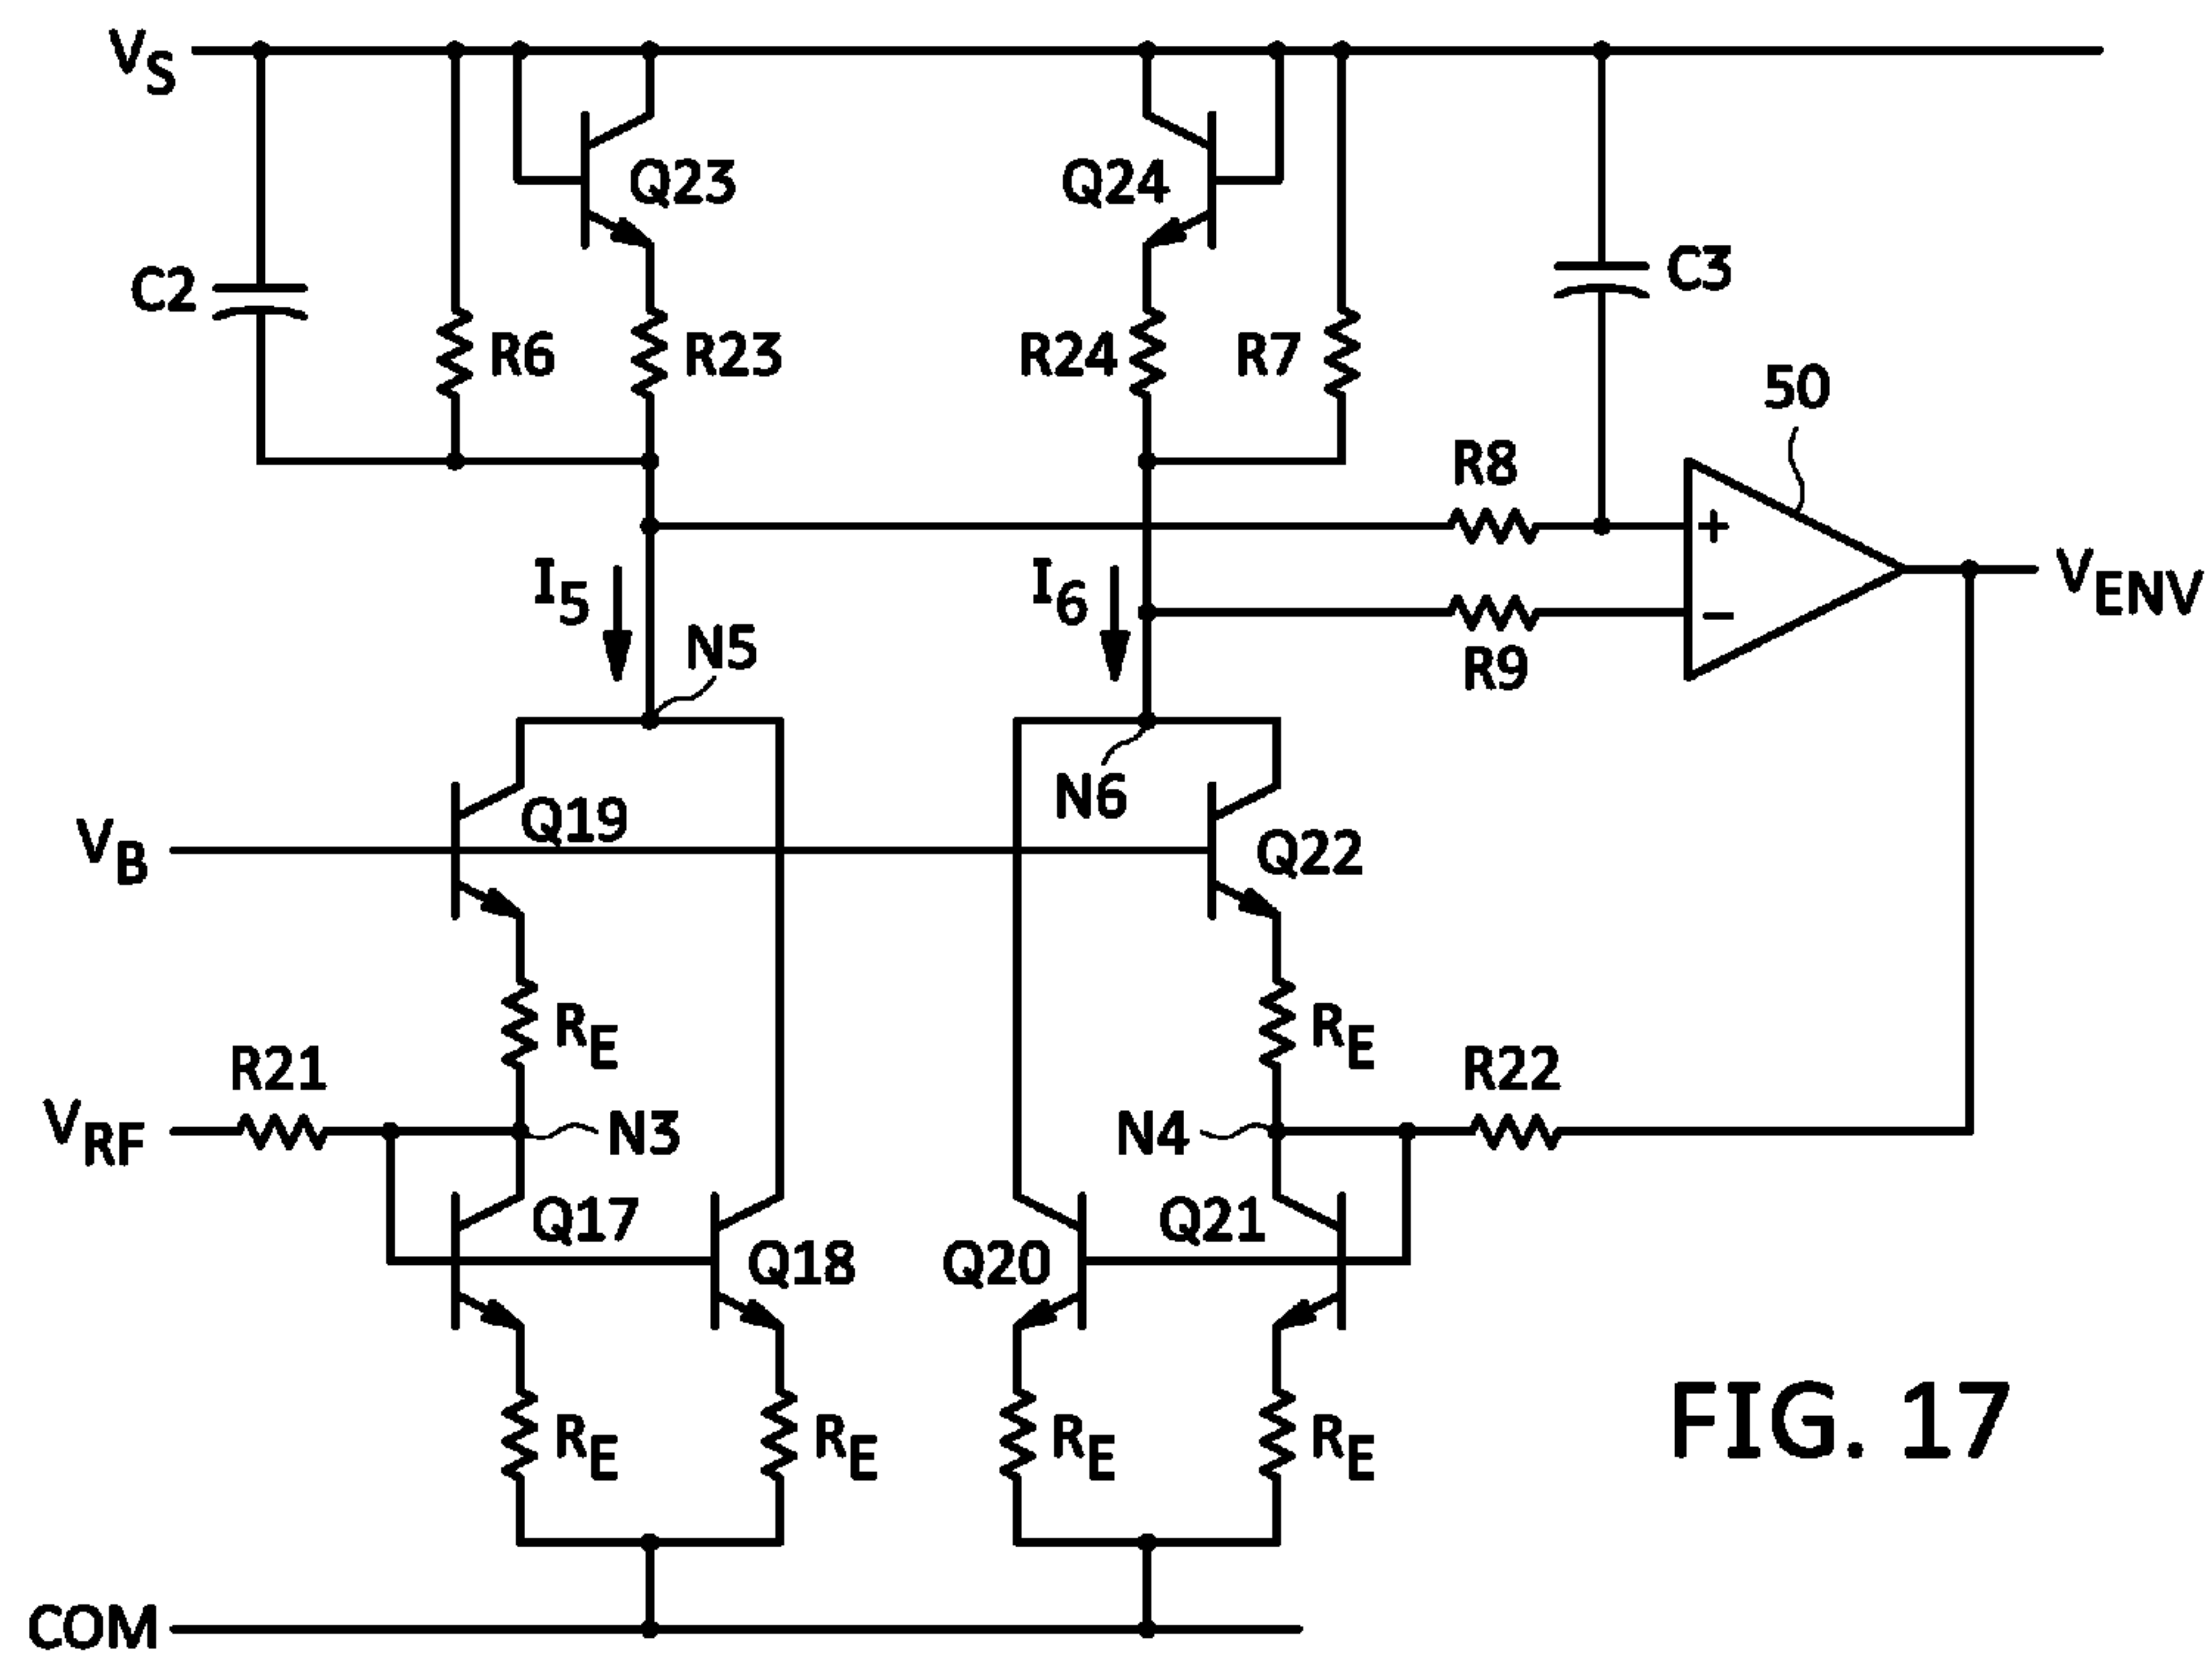 VS
Q23
Q24
C2
R6
R23
R24
R7
C3
50
R8
+
I5
I6
VENV
N5
−
R9
N6
Q19
VB
Q22
RE
RE
R21
R22
VRF
N3
N4
Q17
Q21
Q18
Q20
RE
RE
RE
RE
FIG. 17
COM